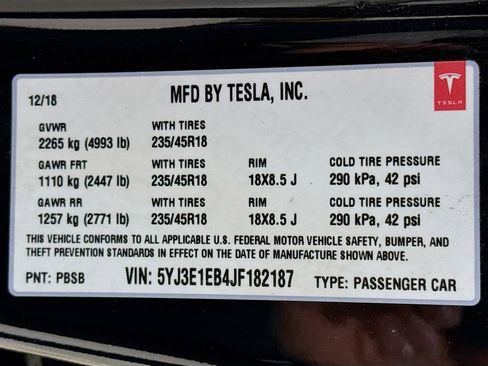 12/18 MFD BY TESLA, INC. TESLA
GVWR WITH TIRES
2265 kg (4993 lb) 235/45R18
GAWR FRT WITH TIRES RIM COLD TIRE PRESSURE
1110 kg (2447 lb) 235/45R18 18X8.5 J 290 kPa, 42 psi
GAWR RR WITH TIRES RIM COLD TIRE PRESSURE
1257 kg (2771 lb) 235/45R18 18X8.5 J 290 kPa, 42 psi
THIS VEHICLE CONFORMS TO ALL APPLICABLE U.S. FEDERAL MOTOR VEHICLE SAFETY, BUMPER, AND
THEFT PREVENTION STANDARDS IN EFFECT ON THE DATE OF MANUFACTURE SHOWN ABOVE.
PNT: PBSB VIN: 5YJ3E1EB4JF182187 TYPE: PASSENGER CAR